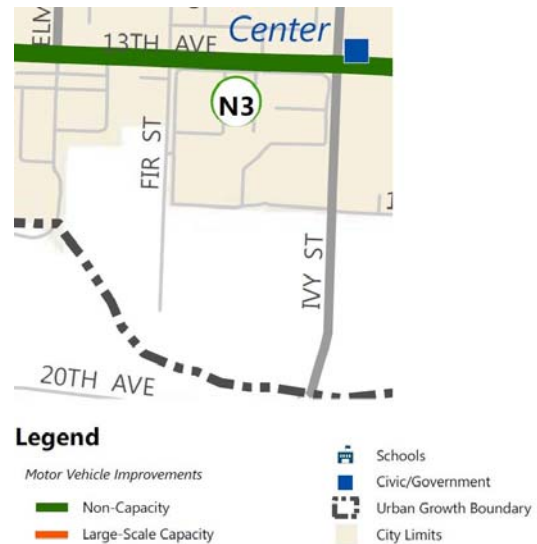 ELM
13TH AVE
Center
N3
FIR ST
IVY ST
20TH AVE
Legend
Motor Vehicle Improvements
Non-Capacity
Large-Scale Capacity
Schools
Civic/Government
Urban Growth Boundary
City Limits